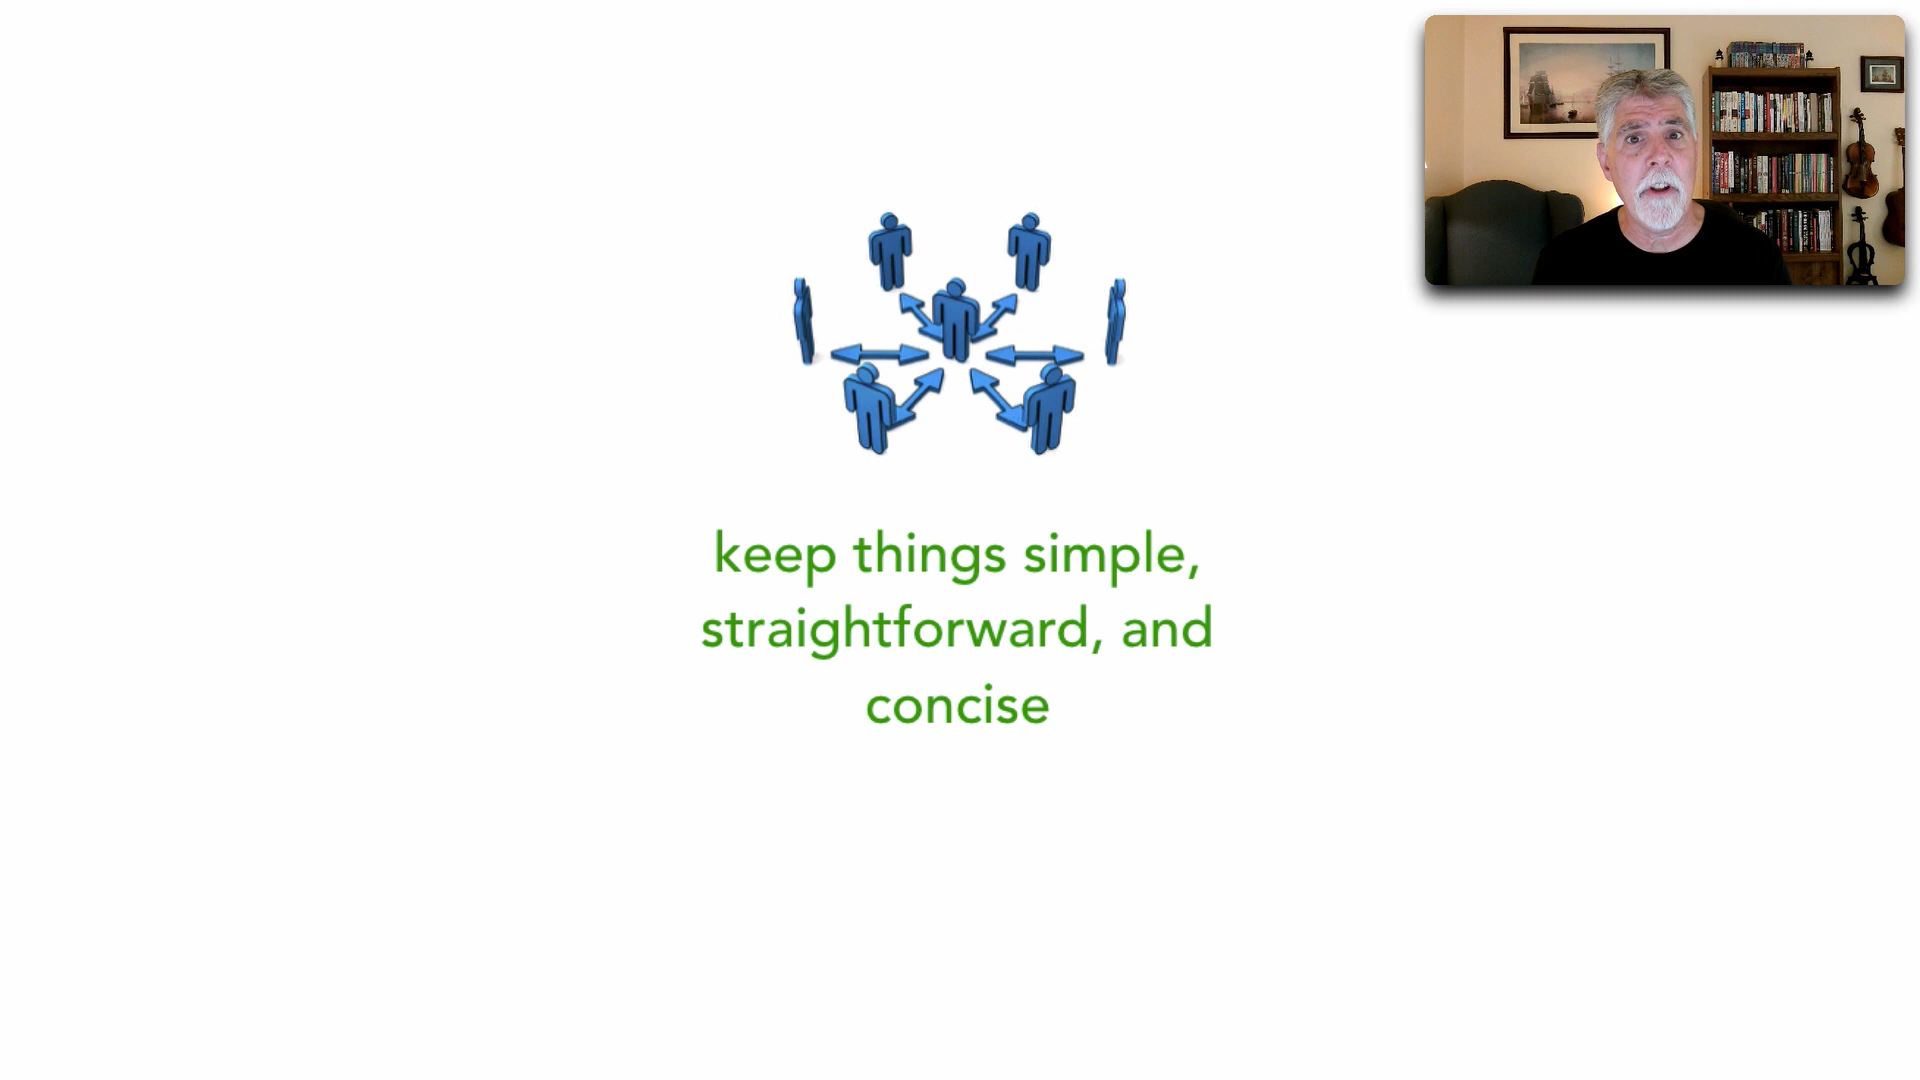 keep things simple,
straightforward, and
concise